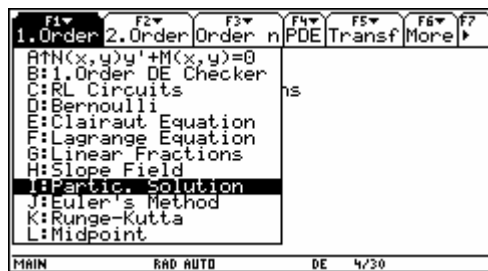 F1▾ F2▾ F3▾ F4▾ F5▾ F6▾ F7
1.Order 2.Order Order n PDE Transf More ▸
A↑N(x,y)y'+M(x,y)=0
B:1.Order DE Checker
C:RL Circuits ns
D:Bernoulli
E:Clairaut Equation
F:Lagrange Equation
G:Linear Fractions
H:Slope Field
I:Partic. Solution
J:Euler's Method
K:Runge-Kutta
L:Midpoint
MAIN RAD AUTO DE 4/30